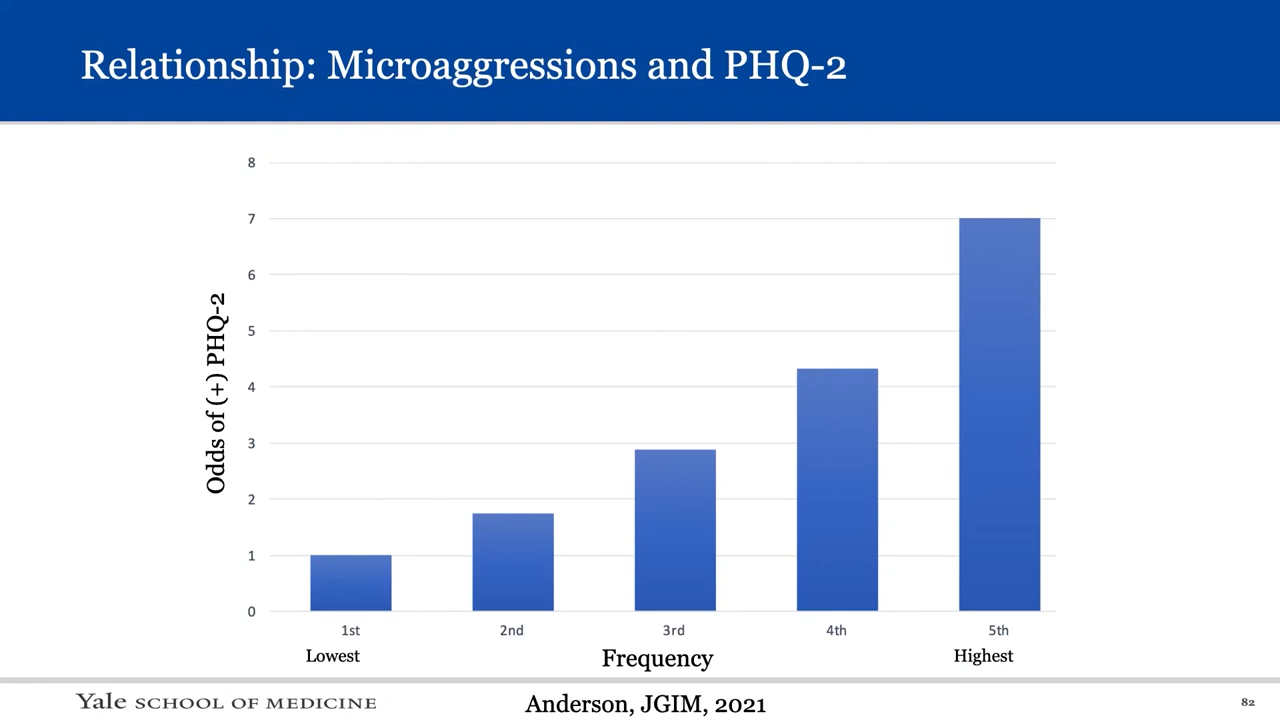 Relationship: Microaggressions and PHQ-2
8
7
6
5
4
3
2
1
0
Odds of (+) PHQ-2
1st 2nd 3rd 4th 5th
Lowest Frequency Highest
Yale SCHOOL OF MEDICINE Anderson, JGIM, 2021 82